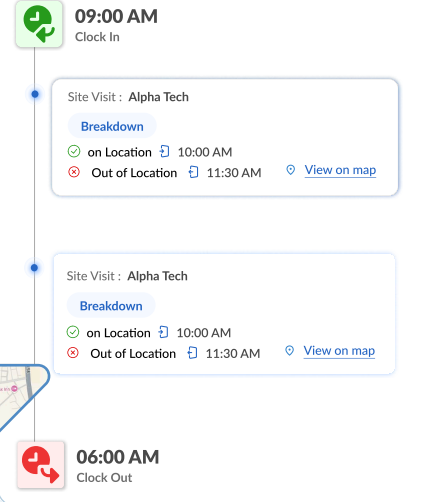 09:00 AM
Clock In
Site Visit : Alpha Tech
Breakdown
on Location 10:00 AM
Out of Location 11:30 AM View on map
Site Visit : Alpha Tech
Breakdown
on Location 10:00 AM
Out of Location 11:30 AM View on map
06:00 AM
Clock Out